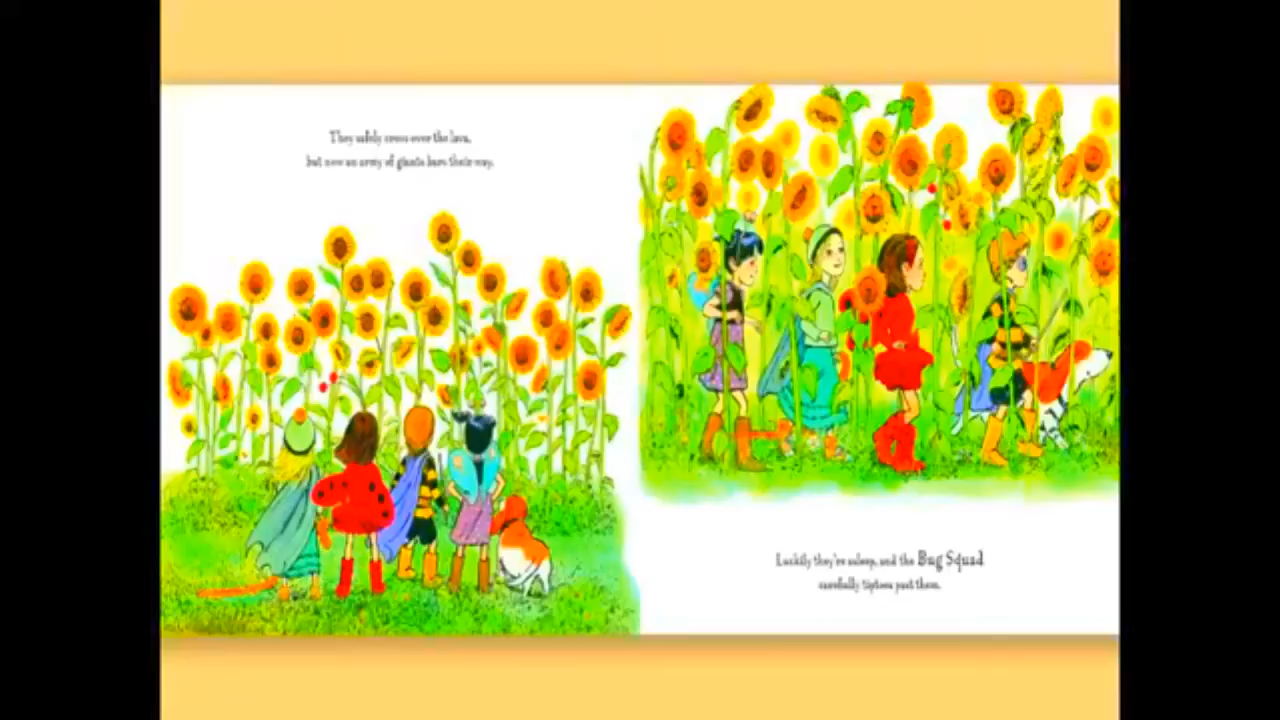 They safely cross over the lava,
but now an army of giants bars their way.
Luckily they're asleep, and the Bug Squad
carefully tiptoes past them.